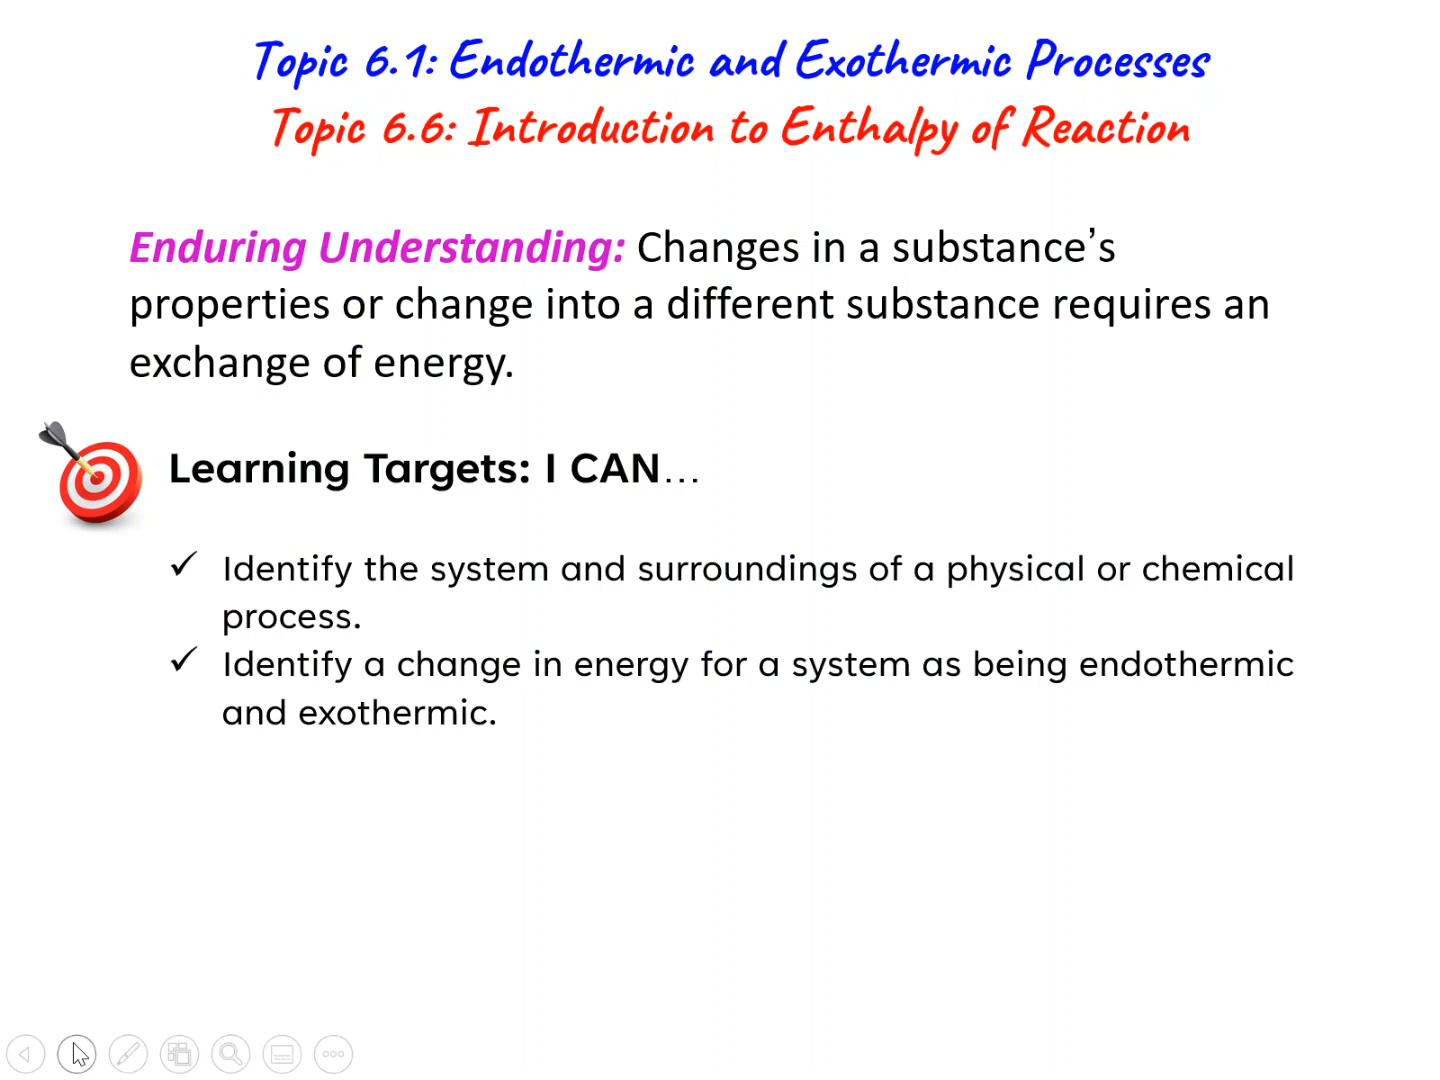 Topic 6.1: Endothermic and Exothermic Processes
Topic 6.6: Introduction to Enthalpy of Reaction
Enduring Understanding: Changes in a substance’s
properties or change into a different substance requires an
exchange of energy.
Learning Targets: I CAN…
✓ Identify the system and surroundings of a physical or chemical
process.
✓ Identify a change in energy for a system as being endothermic
and exothermic.